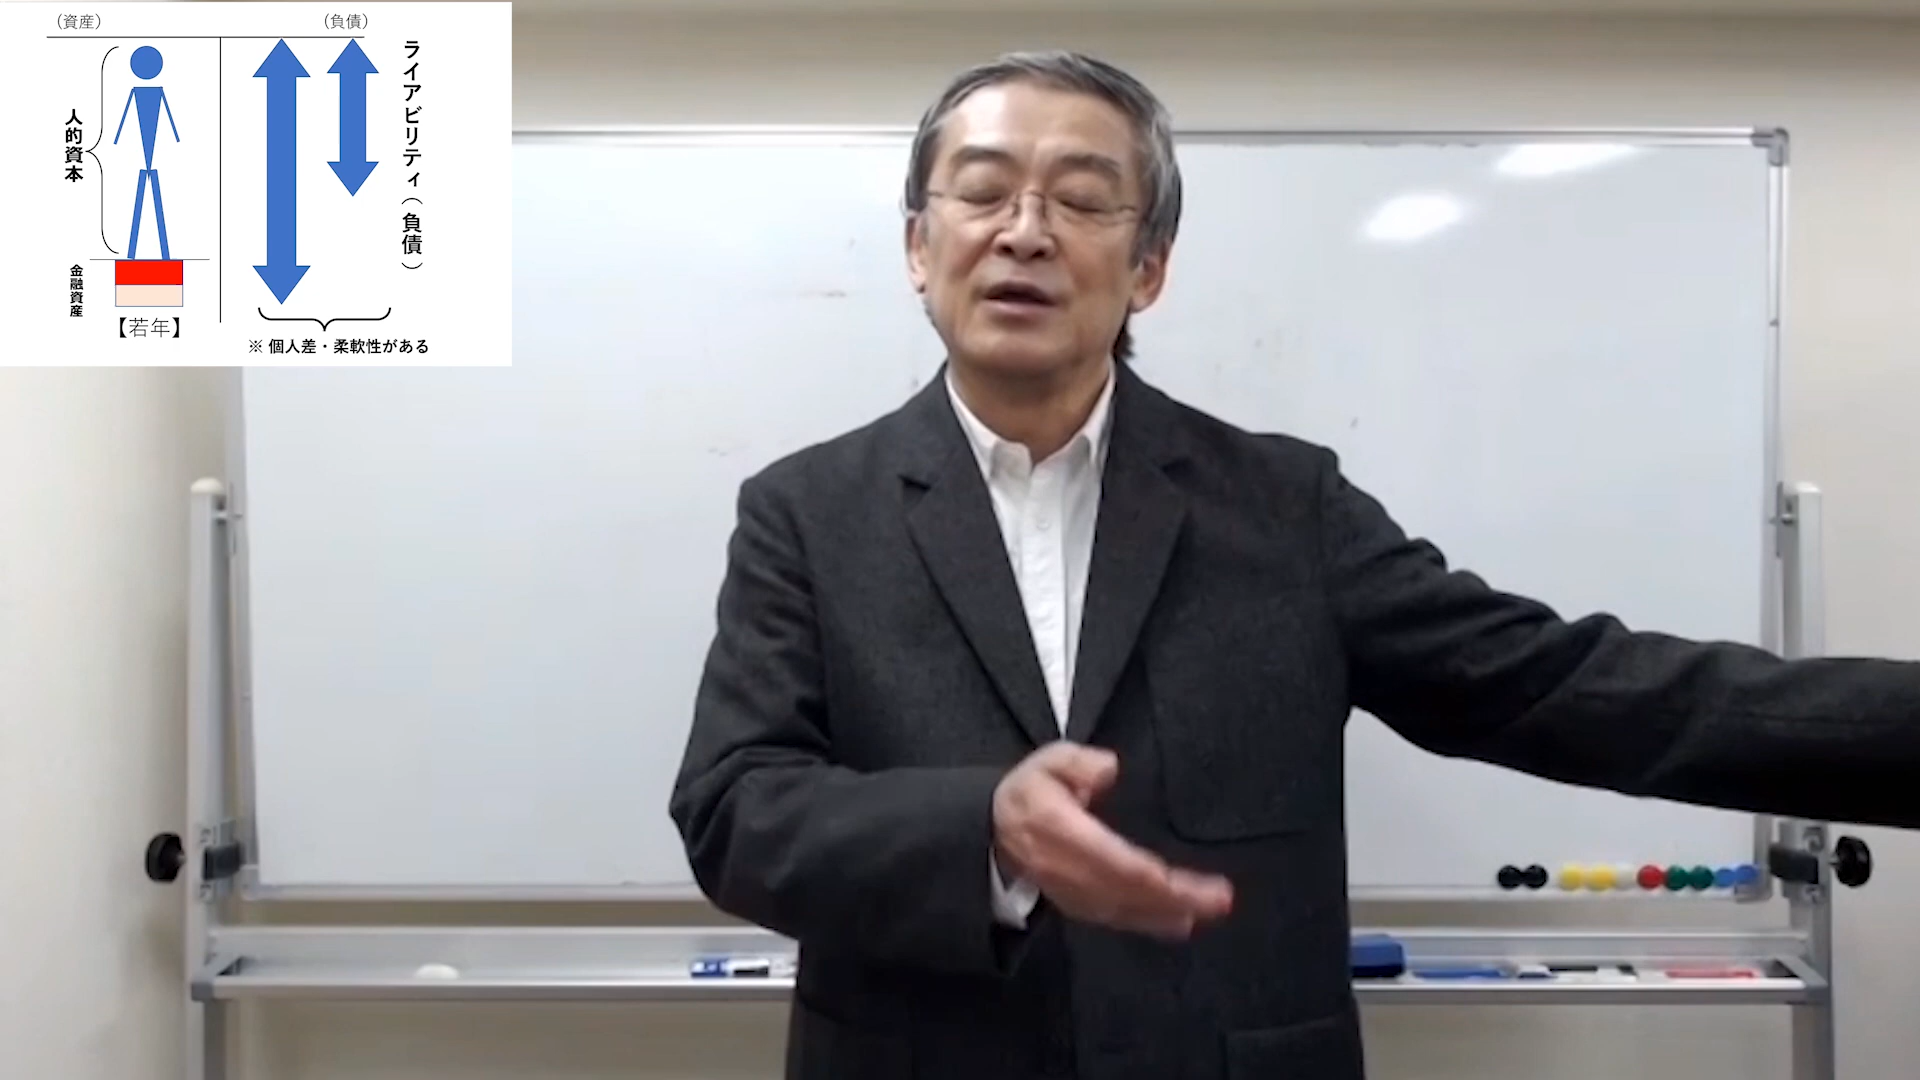 （資産）
（負債）
人的資本
ライアビリティ（負債）
金融資産
【若年】
※ 個人差・柔軟性がある